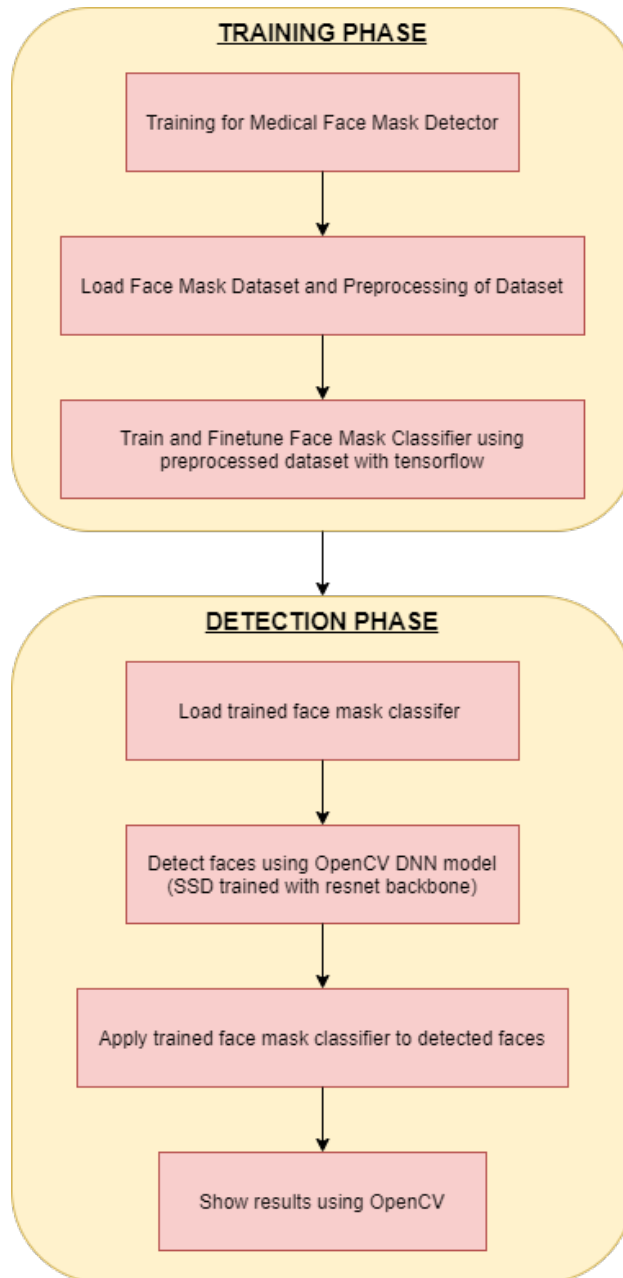 TRAINING PHASE
Training for Medical Face Mask Detector
Load Face Mask Dataset and Preprocessing of Dataset
Train and Finetune Face Mask Classifier using
preprocessed dataset with tensorflow
DETECTION PHASE
Load trained face mask classifer
Detect faces using OpenCV DNN model
(SSD trained with resnet backbone)
Apply trained face mask classifier to detected faces
Show results using OpenCV